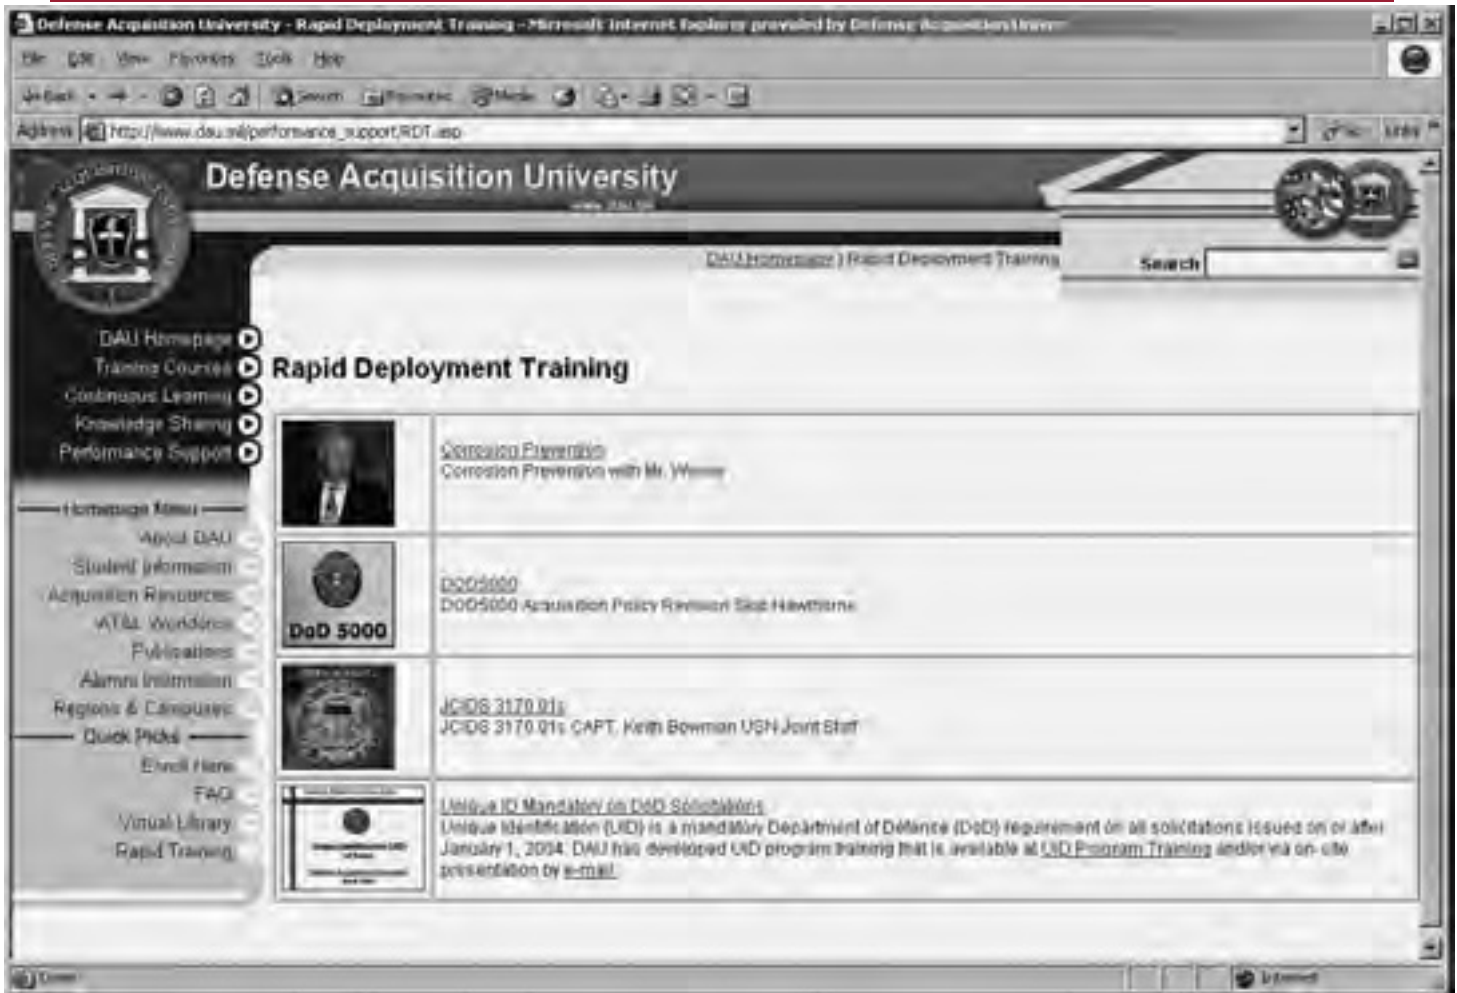 Defense Acquisition University - Rapid Deployment Training - Microsoft Internet Explorer provided by Defense Acquisition
File Edit View Favorites Tools Help
Back Search Favorites Media
Address http://www.dau.mil/performance_support/RDT.asp Links
Defense Acquisition University
www.dau.mil
DAU Homepage | Rapid Deployment Training
Search
DAU Homepage
Training Courses
Continuous Learning
Knowledge Sharing
Performance Support
Homepage Menu
About DAU
Student Information
Acquisition Resources
AT&L Workforce
Publications
Alumni Information
Regions & Campuses
Quick Picks
Enroll Here
FAQ
Virtual Library
Rapid Training
Rapid Deployment Training
Corrosion Prevention
Corrosion Prevention with Mr.
DoD 5000
DOD5000
DOD5000 Acquisition Policy Revision Skip Hawthorne
JCIDS 3170.01s
JCIDS 3170.01s CAPT. Keith Bowman USN Joint Staff
Unique ID Mandatory on DoD Solicitations
Unique Identification (UID) is a mandatory Department of Defense (DoD) requirement on all solicitations issued on or after
January 1, 2004. DAU has developed UID program training that is available at UID Program Training and/or via on-site
presentation by e-mail.
Done
Internet